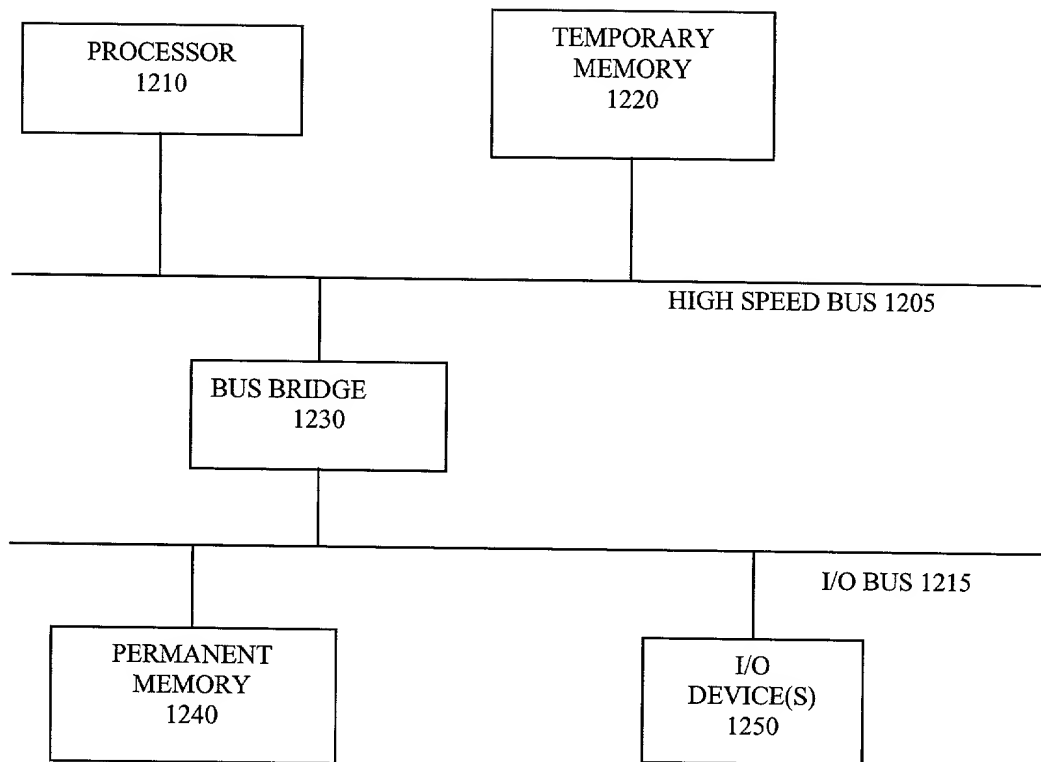 PROCESSOR
1210
TEMPORARY
MEMORY
1220
HIGH SPEED BUS 1205
BUS BRIDGE
1230
I/O BUS 1215
PERMANENT
MEMORY
1240
I/O
DEVICE(S)
1250